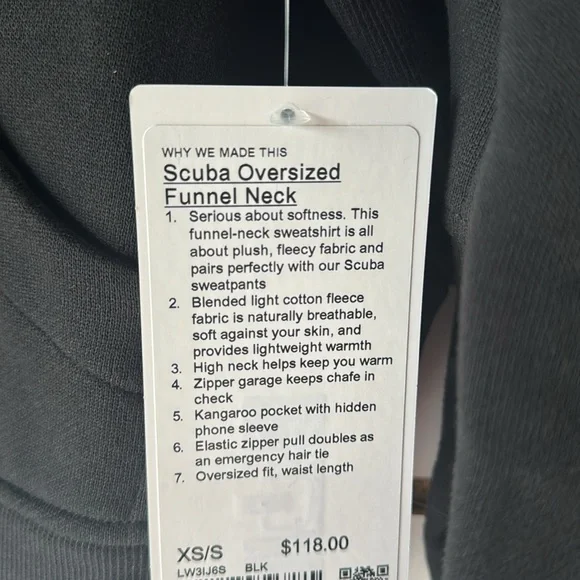 WHY WE MADE THIS
Scuba Oversized
Funnel Neck
1. Serious about softness. This
funnel-neck sweatshirt is all
about plush, fleecy fabric and
pairs perfectly with our Scuba
sweatpants
2. Blended light cotton fleece
fabric is naturally breathable,
soft against your skin, and
provides lightweight warmth
3. High neck helps keep you warm
4. Zipper garage keeps chafe in
check
5. Kangaroo pocket with hidden
phone sleeve
6. Elastic zipper pull doubles as
an emergency hair tie
7. Oversized fit, waist length
XS/S $118.00
LW3IJ6S BLK